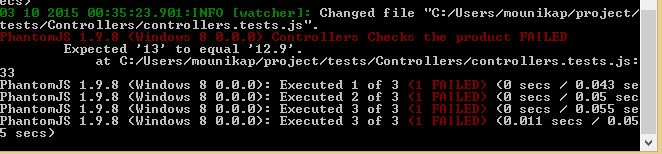 ecs)
03 10 2015 00:35:23.901:INFO [watcher]: Changed file "C:/Users/mounikap/project/
tests/Controllers/controllers.tests.js".
PhantomJS 1.9.8 (Windows 8 0.0.0) Controllers Checks the product FAILED
Expected '13' to equal '12.9'.
at C:/Users/mounikap/project/tests/Controllers/controllers.tests.js:
33
PhantomJS 1.9.8 (Windows 8 0.0.0): Executed 1 of 3 (1 FAILED) (0 secs / 0.043 se
PhantomJS 1.9.8 (Windows 8 0.0.0): Executed 2 of 3 (1 FAILED) (0 secs / 0.05 sec
PhantomJS 1.9.8 (Windows 8 0.0.0): Executed 3 of 3 (1 FAILED) (0 secs / 0.055 se
PhantomJS 1.9.8 (Windows 8 0.0.0): Executed 3 of 3 (1 FAILED) (0.011 secs / 0.05
5 secs)